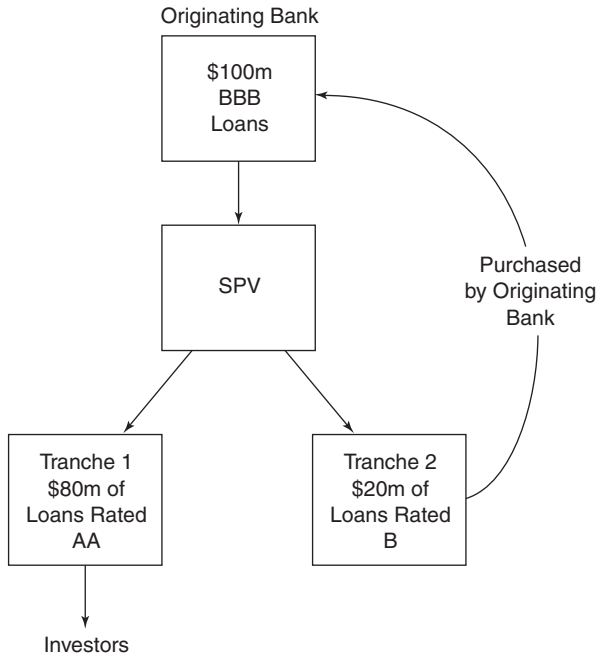 Originating Bank
$100m
BBB
Loans
SPV
Purchased
by Originating
Bank
Tranche 1
$80m of
Loans Rated
AA
Tranche 2
$20m of
Loans Rated
B
Investors